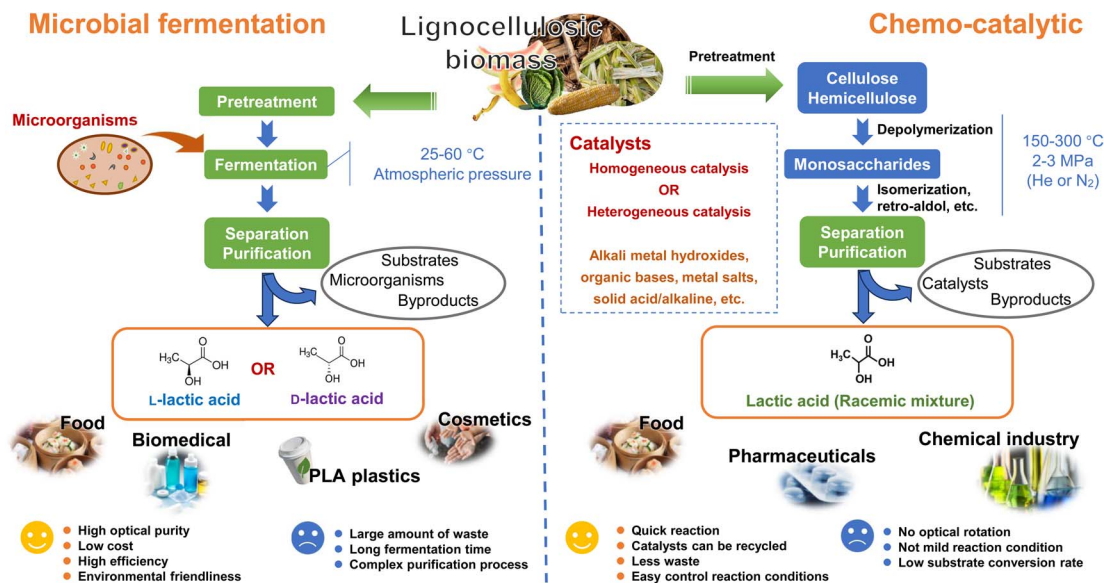 Microbial fermentation
Lignocellulosic
biomass
Chemo-catalytic
Pretreatment
Microorganisms
Fermentation
25-60 °C
Atmospheric pressure
Separation
Purification
Substrates
Microorganisms
Byproducts
H₃C
O
OH
OH
L-lactic acid
OR
H₃C
O
OH
OH
D-lactic acid
Food
Biomedical
PLA plastics
Cosmetics
High optical purity
Low cost
High efficiency
Environmental friendliness
Large amount of waste
Long fermentation time
Complex purification process
Pretreatment
Cellulose
Hemicellulose
Depolymerization
Monosaccharides
Isomerization,
retro-aldol, etc.
150-300 °C
2-3 MPa
(He or N₂)
Catalysts
Homogeneous catalysis
OR
Heterogeneous catalysis
Alkali metal hydroxides,
organic bases, metal salts,
solid acid/alkaline, etc.
Separation
Purification
Substrates
Catalysts
Byproducts
H₃C
O
OH
OH
Lactic acid (Racemic mixture)
Food
Pharmaceuticals
Chemical industry
Quick reaction
Catalysts can be recycled
Less waste
Easy control reaction conditions
No optical rotation
Not mild reaction condition
Low substrate conversion rate